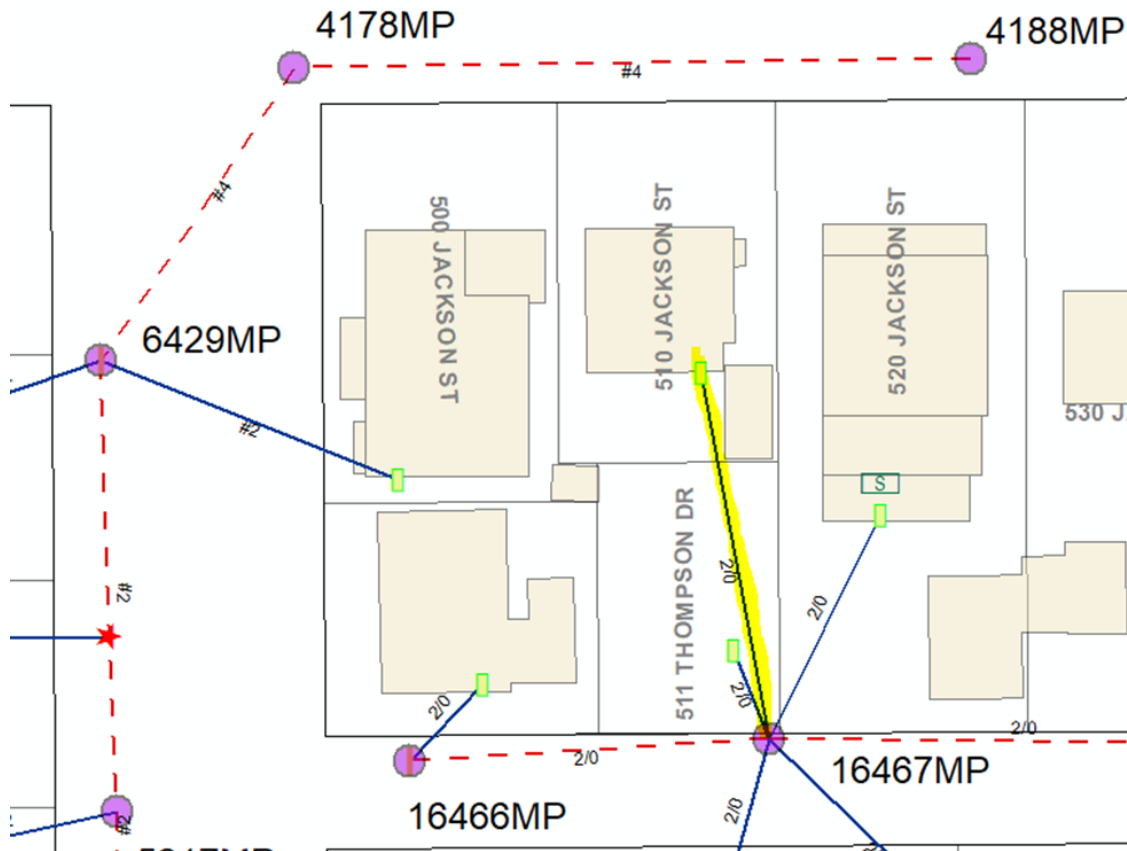 4178MP
4188MP
#4
#4
500 JACKSON ST
510 JACKSON ST
520 JACKSON ST
6429MP
530 J
#2
S
511 THOMPSON DR
2/0
#2
2/0
2/0
2/0
2/0
2/0
16467MP
16466MP
2/0
#2